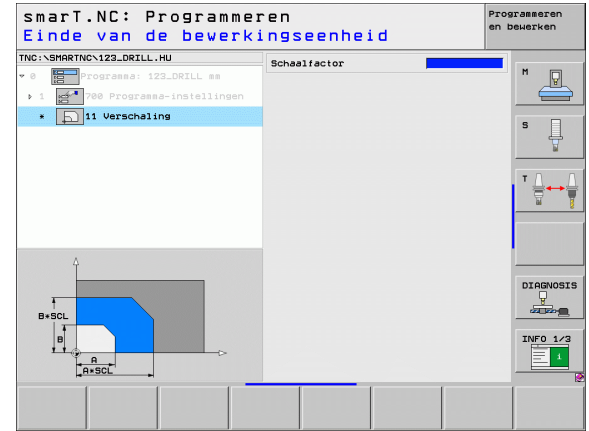 smarT.NC: Programmeren
Einde van de bewerkingseenheid
Programmeren
en bewerken
TNC:\SMARTNC\123_DRILL.HU
0 Programma: 123_DRILL mm
1 700 Programma-instellingen
* 11 Verschaling
Schaalfactor
M
S
T
DIAGNOSIS
INFO 1/3
i
B*SCL
B
A
A*SCL